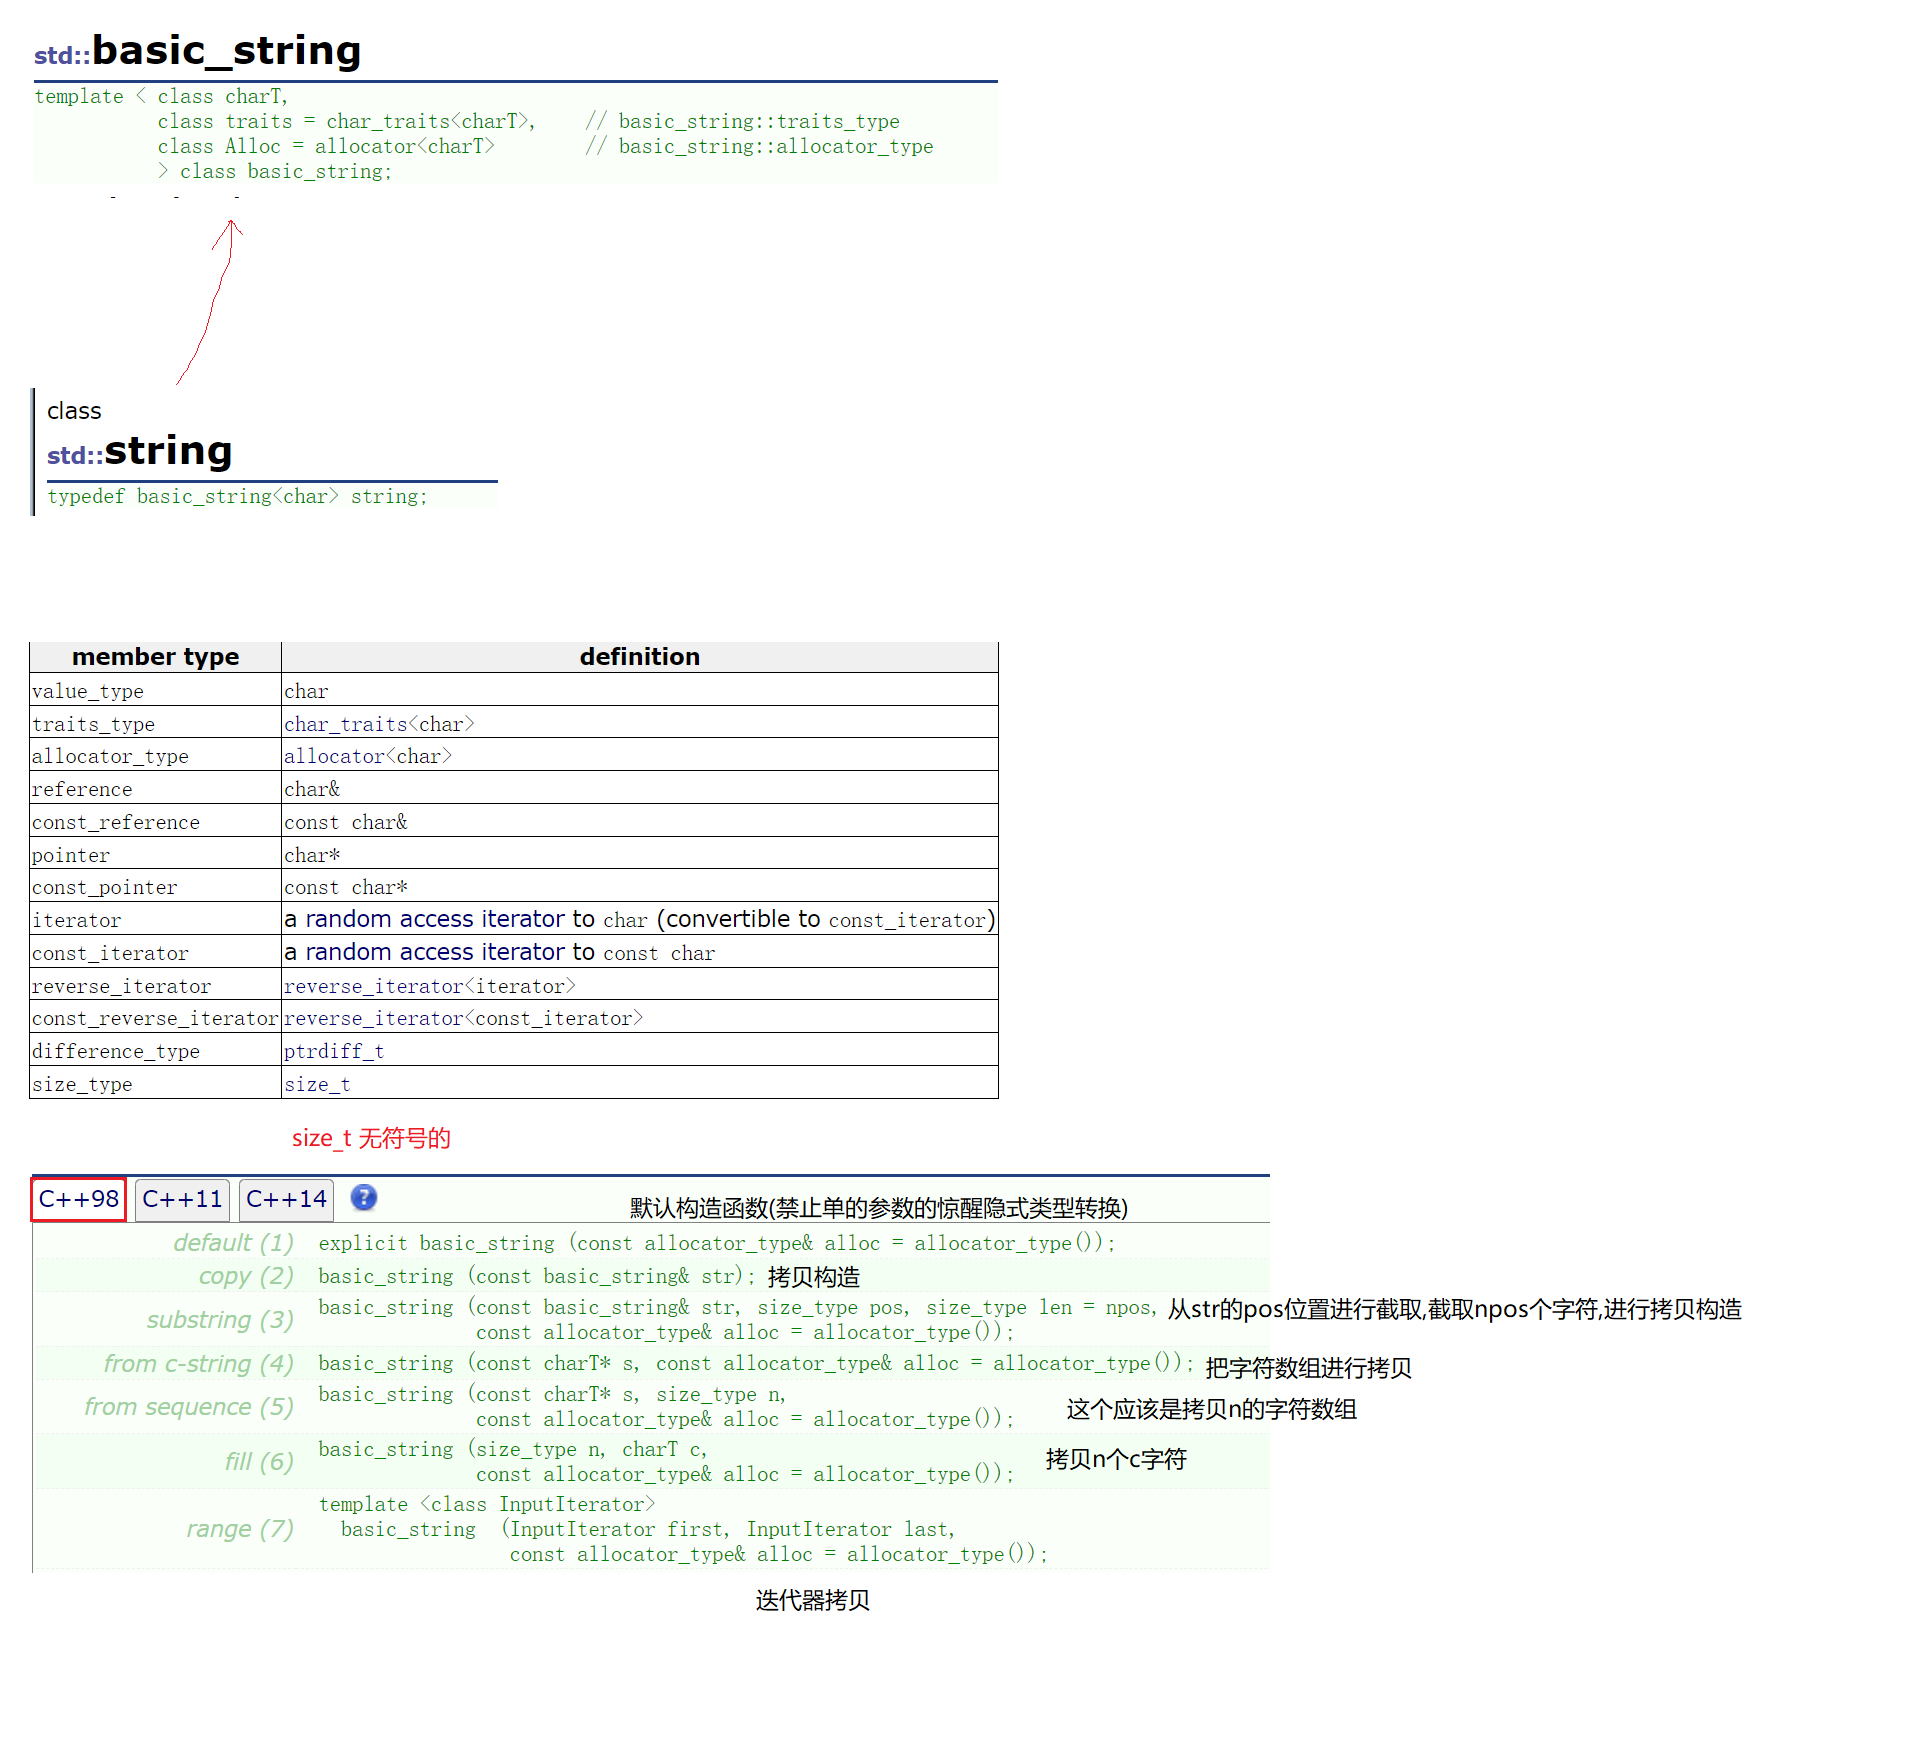 std::basic_string
template < class charT,
class traits = char_traits<charT>,    // basic_string::traits_type
class Alloc = allocator<charT>        // basic_string::allocator_type
> class basic_string;
class
std::string
typedef basic_string<char> string;
member type definition
value_type char
traits_type char_traits<char>
allocator_type allocator<char>
reference char&
const_reference const char&
pointer char*
const_pointer const char*
iterator a random access iterator to char (convertible to const_iterator)
const_iterator a random access iterator to const char
reverse_iterator reverse_iterator<iterator>
const_reverse_iterator reverse_iterator<const_iterator>
difference_type ptrdiff_t
size_type size_t
size_t 无符号的
C++98 C++11 C++14 ?
默认构造函数(禁止单的参数的惊醒隐式类型转换)
default (1) explicit basic_string (const allocator_type& alloc = allocator_type());
copy (2) basic_string (const basic_string& str); 拷贝构造
substring (3) basic_string (const basic_string& str, size_type pos, size_type len = npos, 从str的pos位置进行截取,截取npos个字符,进行拷贝构造
const allocator_type& alloc = allocator_type());
from c-string (4) basic_string (const charT* s, const allocator_type& alloc = allocator_type()); 把字符数组进行拷贝
from sequence (5) basic_string (const charT* s, size_type n,
const allocator_type& alloc = allocator_type()); 这个应该是拷贝n的字符数组
fill (6) basic_string (size_type n, charT c,
const allocator_type& alloc = allocator_type()); 拷贝n个c字符
range (7) template <class InputIterator>
basic_string  (InputIterator first, InputIterator last,
const allocator_type& alloc = allocator_type());
迭代器拷贝